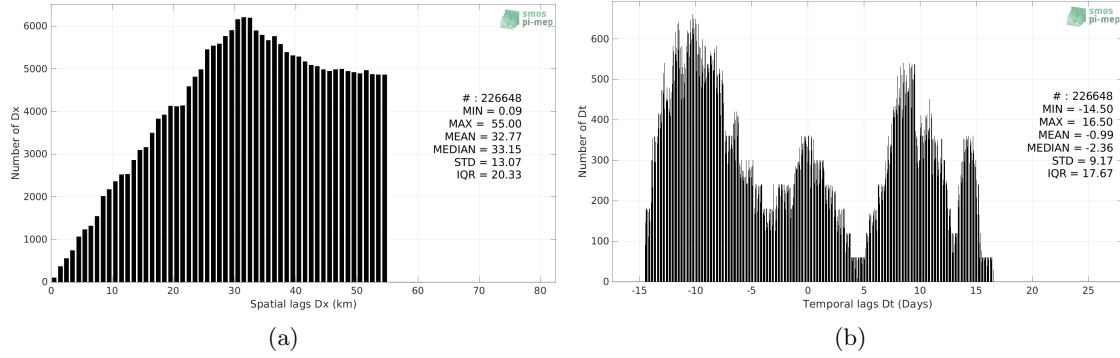 6000
5000
4000
3000
2000
1000
0
Number of Dx
0 10 20 30 40 50 60 70 80
Spatial lags Dx (km)
smos
pi-mep
# : 226648
MIN = 0.09
MAX = 55.00
MEAN = 32.77
MEDIAN = 33.15
STD = 13.07
IQR = 20.33
(a)
600
500
400
300
200
100
0
Number of Dt
-15 -10 -5 0 5 10 15 20 25
Temporal lags Dt (Days)
smos
pi-mep
# : 226648
MIN = -14.50
MAX = 16.50
MEAN = -0.99
MEDIAN = -2.36
STD = 9.17
IQR = 17.67
(b)